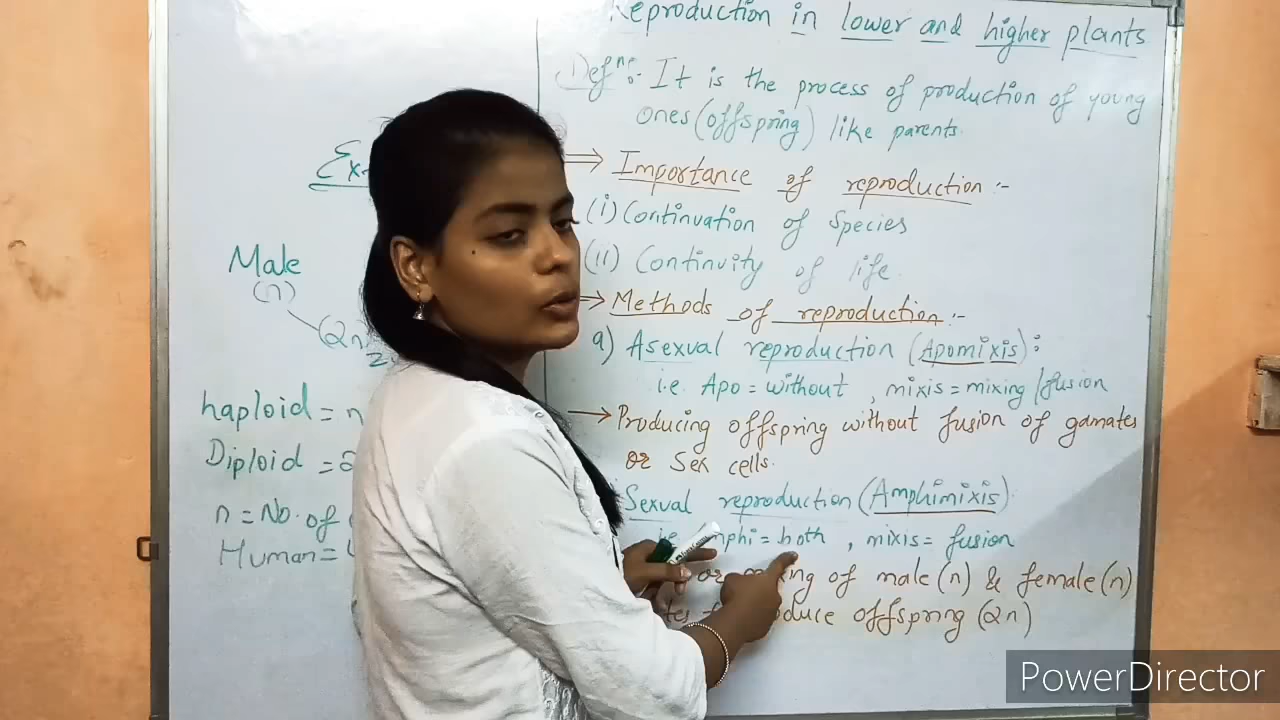 Reproduction in lower and higher plants
Defn:- It is the process of production of young
ones (offspring) like parents.
⇒ Importance of reproduction :-
(i) Continuation of species
(ii) Continuity of life.
⇒ Methods of reproduction :-
a) Asexual reproduction (Apomixis) :
i.e. Apo = without , mixis = mixing / fusion
→ Producing offspring without fusion of gamates
or Sex cells.
Sexual reproduction (Amphimixis)
i.e. = both , mixis = fusion
or of male (n) & female (n)
offspring (2n)
Male
(n)
(2n
haploid = n
Diploid = 2
n = No. of
Human =
PowerDirector